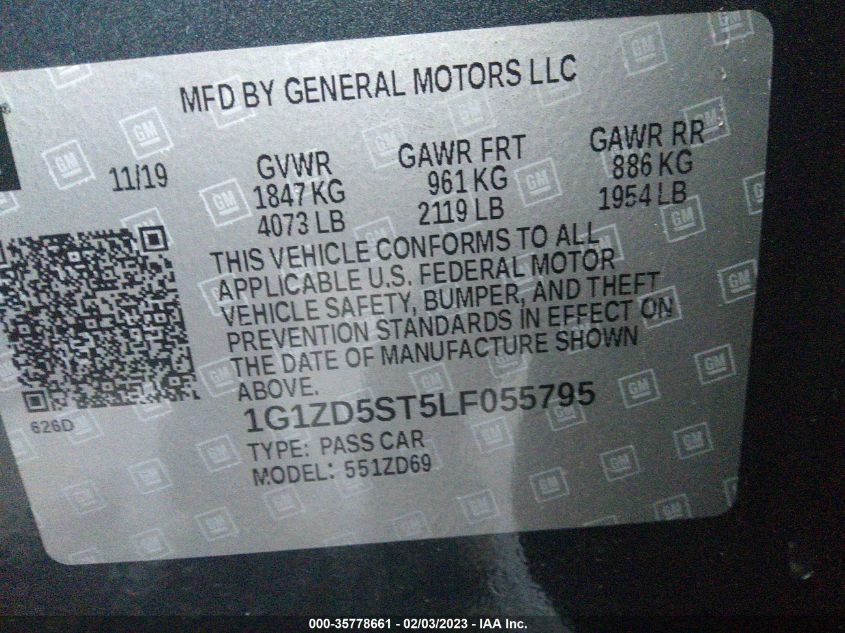 MFD BY GENERAL MOTORS LLC
11/19
GVWR
1847 KG
4073 LB
GAWR FRT
961 KG
2119 LB
GAWR RR
886 KG
1954 LB
THIS VEHICLE CONFORMS TO ALL
APPLICABLE U.S. FEDERAL MOTOR
VEHICLE SAFETY, BUMPER, AND THEFT
PREVENTION STANDARDS IN EFFECT ON
THE DATE OF MANUFACTURE SHOWN
ABOVE.
1G1ZD5ST5LF055795
626D
TYPE: PASS CAR
MODEL: 551ZD69
000-35778661 - 02/03/2023 - IAA Inc.